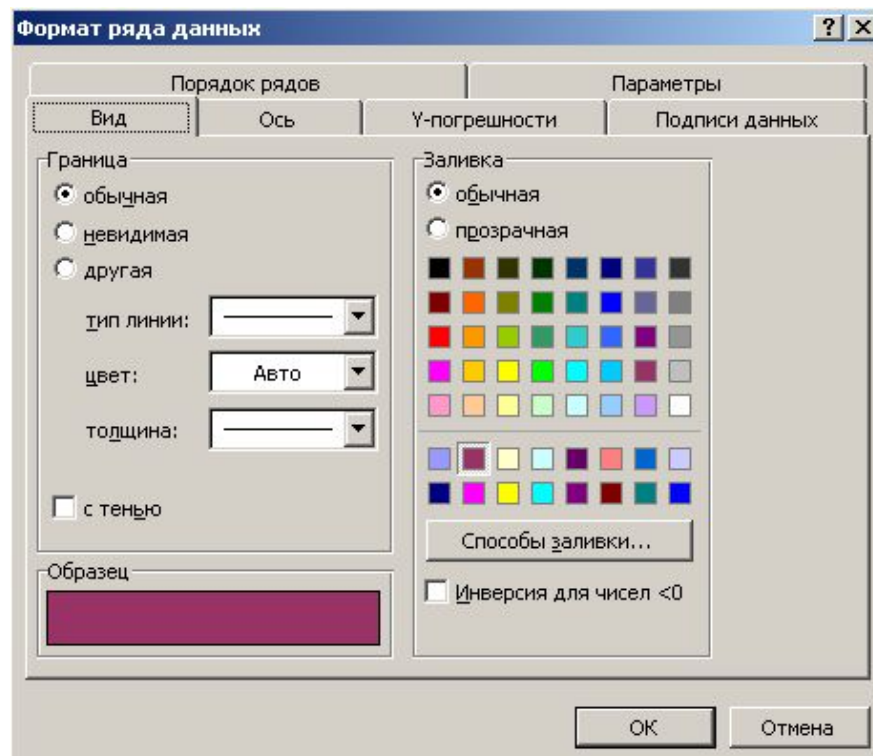 Формат ряда данных
Порядок рядов Параметры
Вид Ось Y-погрешности Подписи данных
Граница Заливка
обычная обычная
невидимая прозрачная
другая
тип линии:
цвет: Авто
толщина:
с тенью
Способы заливки...
Образец
Инверсия для чисел <0
OK Отмена